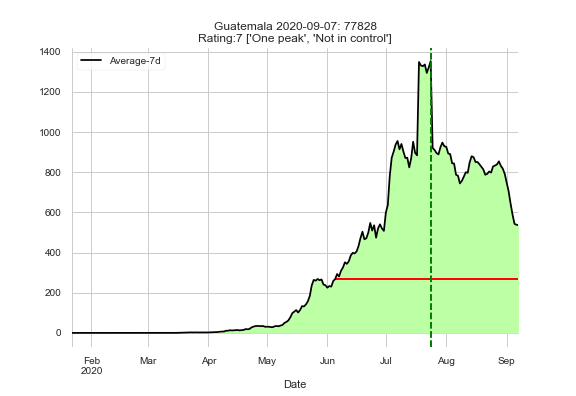 Guatemala 2020-09-07: 77828
Rating:7 ['One peak', 'Not in control']
Average-7d
1400
1200
1000
800
600
400
200
0
Feb Mar Apr May Jun Jul Aug Sep
2020
Date